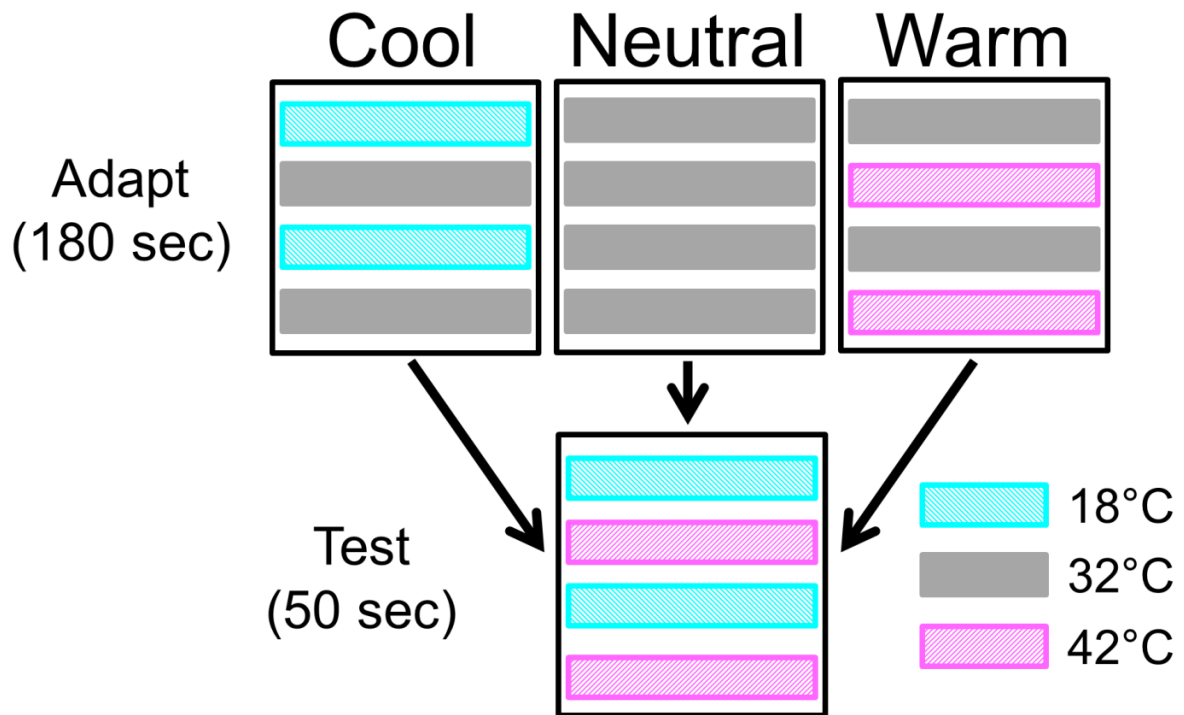 Cool Neutral Warm
Adapt
(180 sec)
Test
(50 sec)
18°C
32°C
42°C